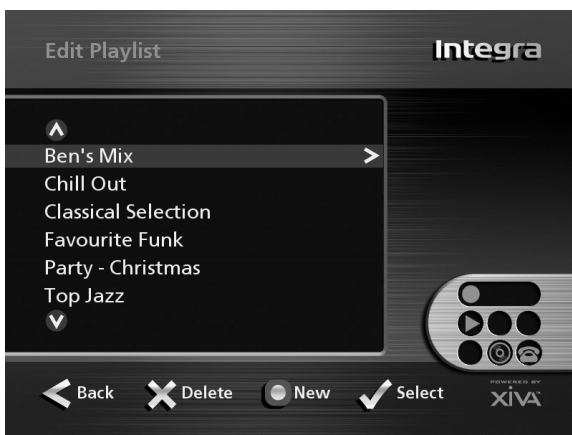 Edit Playlist
Integra
Ben's Mix
Chill Out
Classical Selection
Favourite Funk
Party - Christmas
Top Jazz
Back Delete New Select
POWERED BY
XiVA